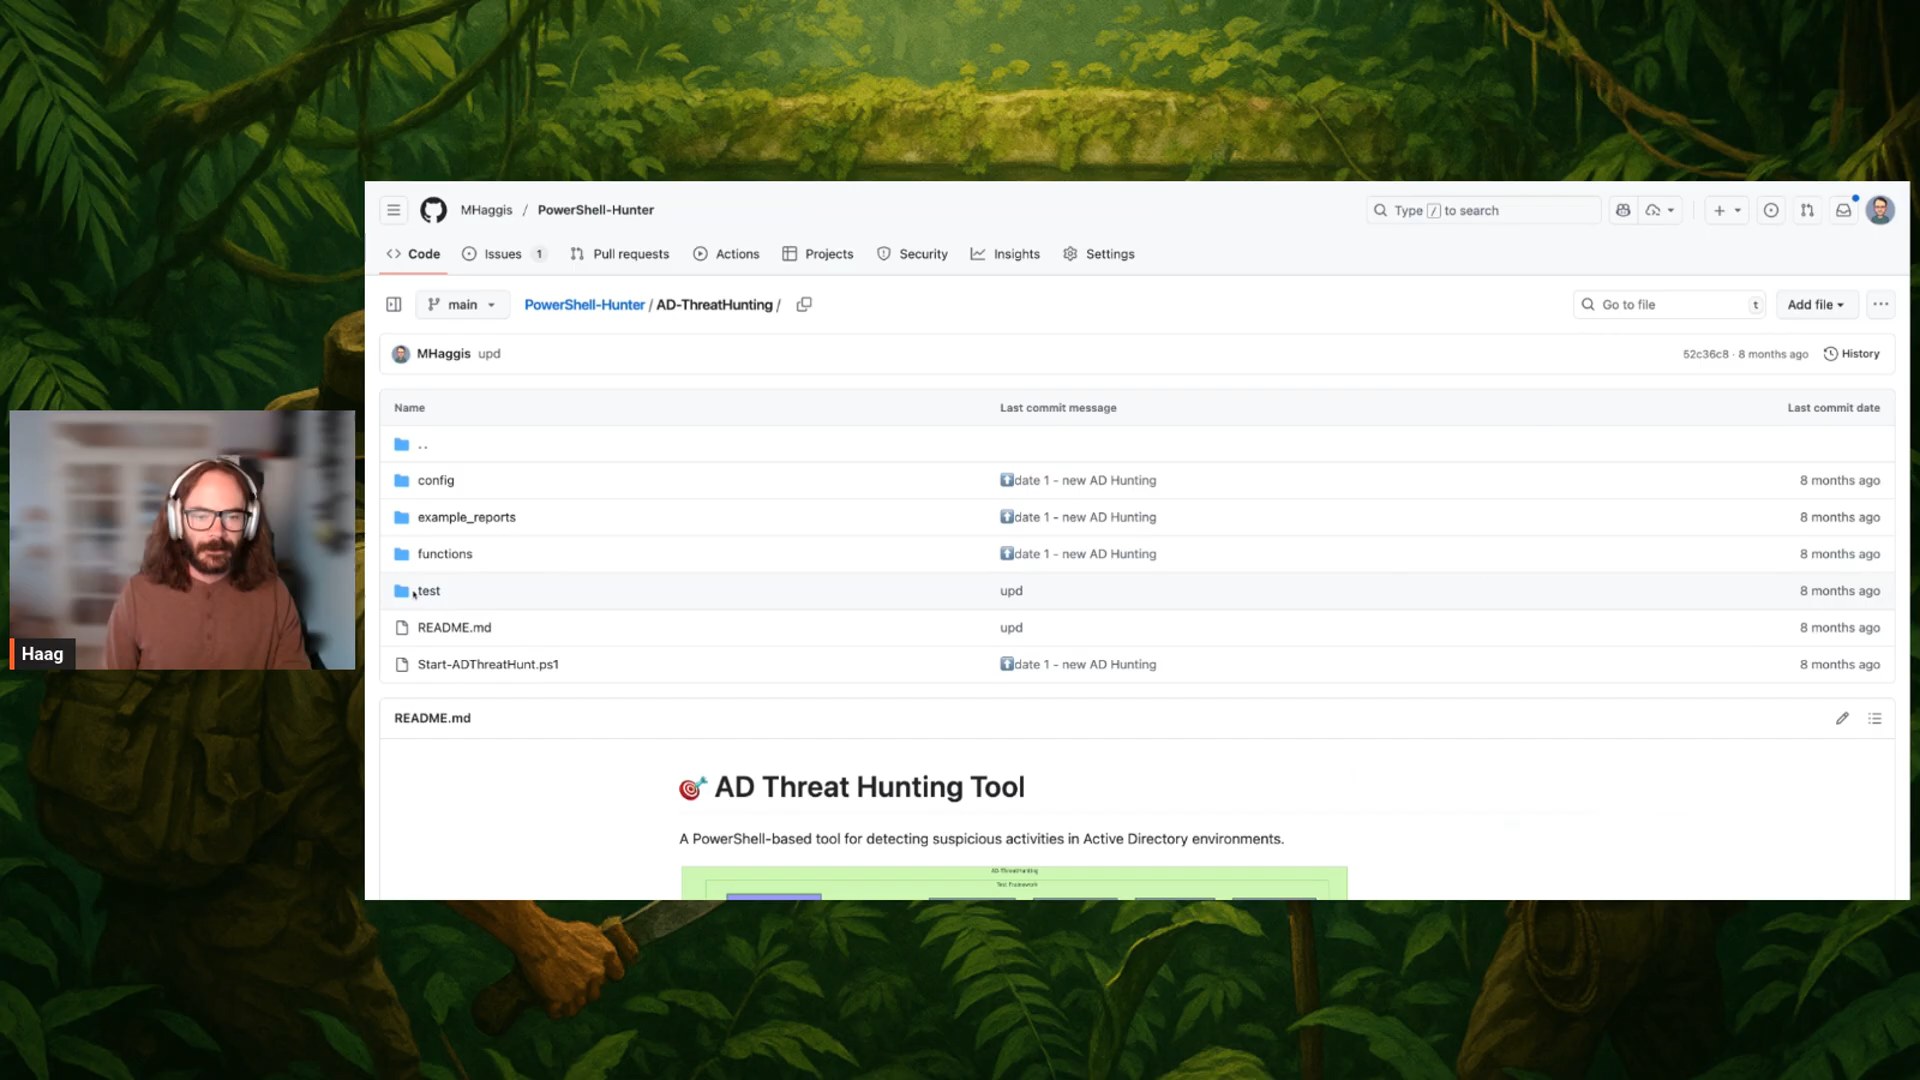 MHaggis / PowerShell-Hunter
Type / to search
Code
Issues 1
Pull requests
Actions
Projects
Security
Insights
Settings
main
PowerShell-Hunter / AD-ThreatHunting /
Go to file t
Add file
MHaggis upd
52c36c8 · 8 months ago
History
Name Last commit message Last commit date
..
config ⬆️date 1 - new AD Hunting 8 months ago
example_reports ⬆️date 1 - new AD Hunting 8 months ago
functions ⬆️date 1 - new AD Hunting 8 months ago
test upd 8 months ago
README.md upd 8 months ago
Start-ADThreatHunt.ps1 ⬆️date 1 - new AD Hunting 8 months ago
README.md
🎯 AD Threat Hunting Tool
A PowerShell-based tool for detecting suspicious activities in Active Directory environments.
AD-ThreatHunting
Test Framework
Haag